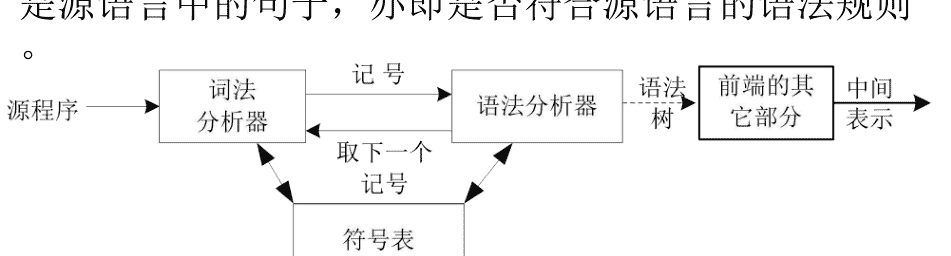 是源语言中的句子，亦即是否符合源语言的语法规则
。
源程序
词法
分析器
记 号
取下一个
记号
语法分析器
语法
树
前端的其
它部分
中间
表示
符号表